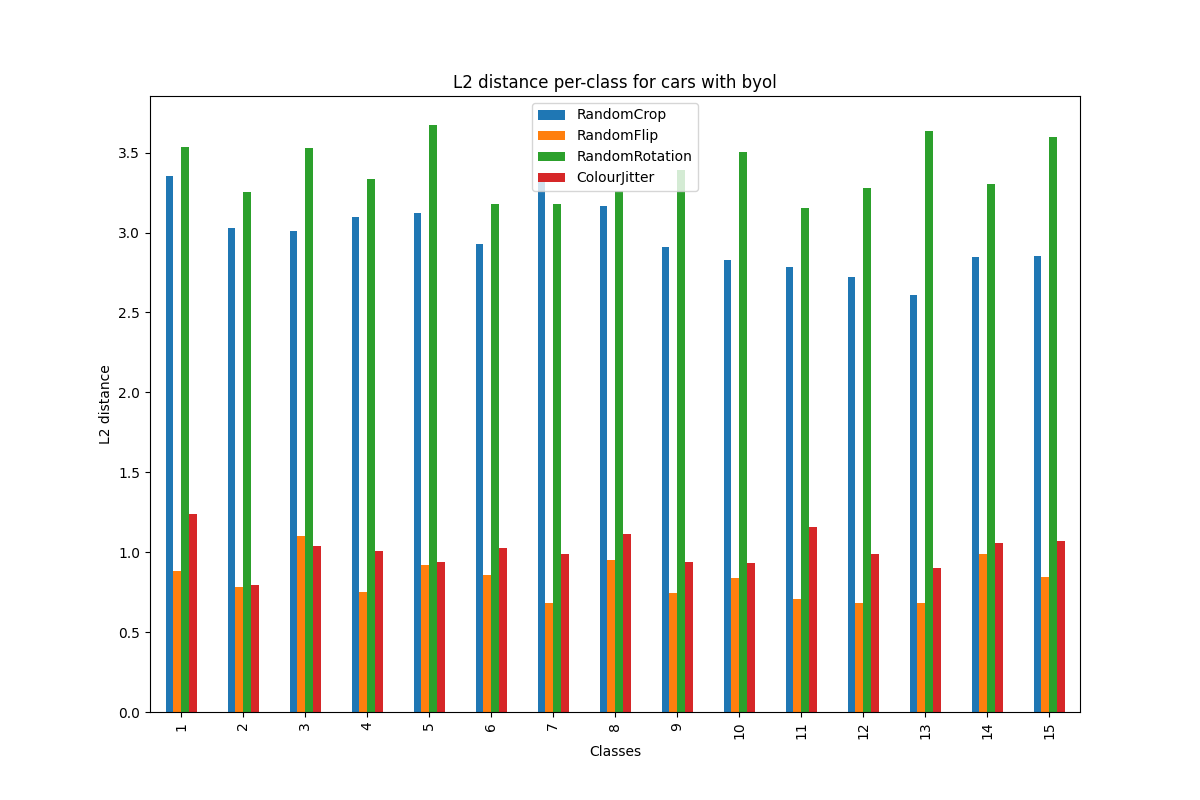 L2 distance per-class for cars with byol
RandomCrop
RandomFlip
RandomRotation
ColourJitter
3.5
3.0
2.5
2.0
1.5
1.0
0.5
0.0
L2 distance
1 2 3 4 5 6 7 8 9 10 11 12 13 14 15
Classes